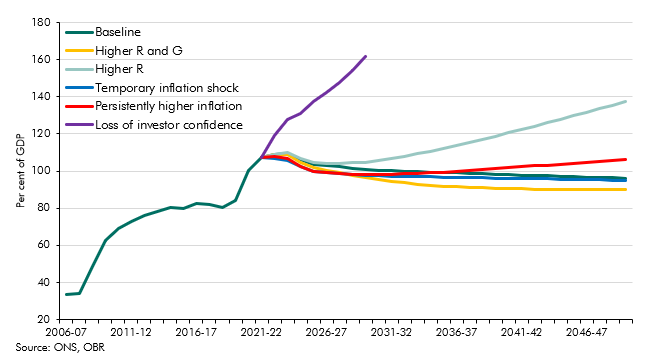 180
160
140
120
100
80
60
40
20
Per cent of GDP
Baseline
Higher R and G
Higher R
Temporary inflation shock
Persistently higher inflation
Loss of investor confidence
2006-07 2011-12 2016-17 2021-22 2026-27 2031-32 2036-37 2041-42 2046-47
Source: ONS, OBR